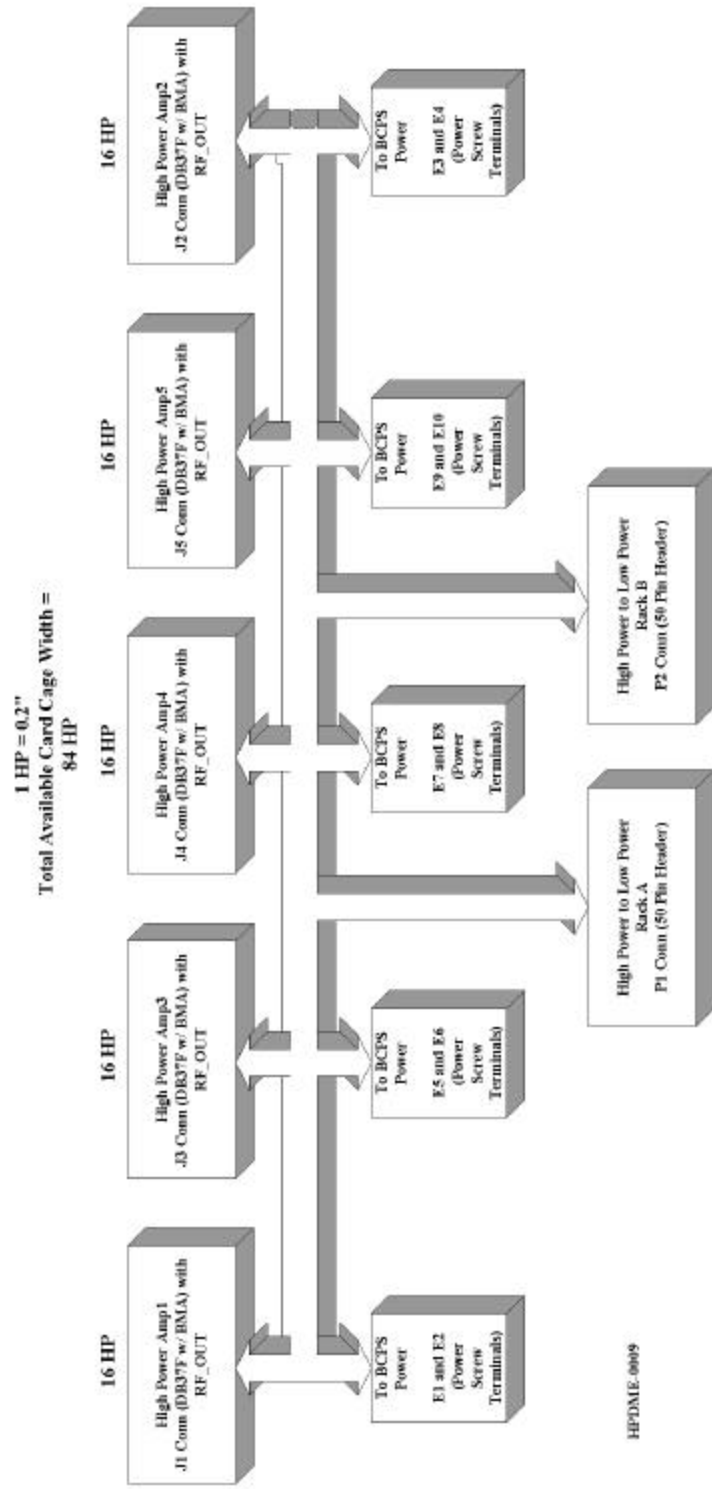 1 HP = 0.2"
Total Available Card Cage Width =
84 HP
16 HP
16 HP
16 HP
16 HP
16 HP
High Power Amp1
J1 Conn (DB37F w/ BMA) with
RF_OUT
High Power Amp3
J3 Conn (DB37F w/ BMA) with
RF_OUT
High Power Amp4
J4 Conn (DB37F w/ BMA) with
RF_OUT
High Power Amp5
J5 Conn (DB37F w/ BMA) with
RF_OUT
High Power Amp2
J2 Conn (DB37F w/ BMA) with
RF_OUT
To BCPS
Power
E1 and E2
(Power
Screw
Terminals)
To BCPS
Power
E5 and E6
(Power
Screw
Terminals)
To BCPS
Power
E7 and E8
(Power
Screw
Terminals)
To BCPS
Power
E9 and E10
(Power
Screw
Terminals)
To BCPS
Power
E3 and E4
(Power
Screw
Terminals)
High Power to Low Power
Rack A
P1 Conn (50 Pin Header)
High Power to Low Power
Rack B
P2 Conn (50 Pin Header)
HPDME-0009